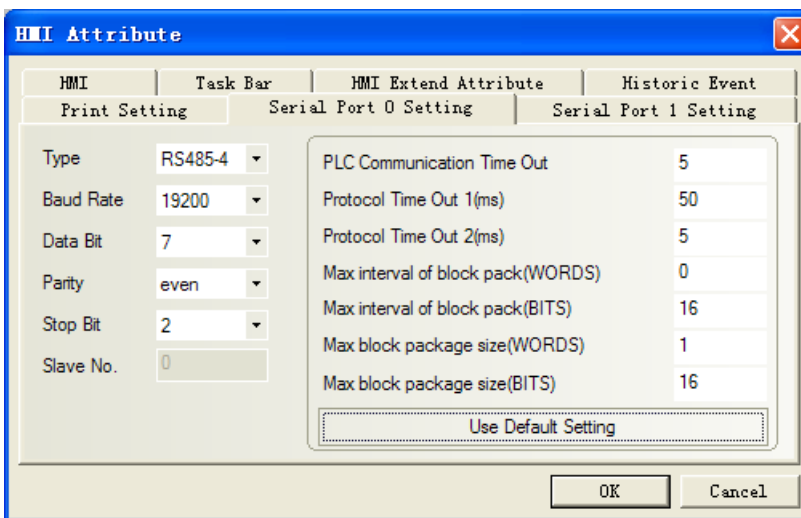 HMI Attribute
HMI Task Bar HMI Extend Attribute Historic Event
Print Setting Serial Port 0 Setting Serial Port 1 Setting
Type RS485-4
Baud Rate 19200
Data Bit 7
Parity even
Stop Bit 2
Slave No. 0
PLC Communication Time Out 5
Protocol Time Out 1(ms) 50
Protocol Time Out 2(ms) 5
Max interval of block pack(WORDS) 0
Max interval of block pack(BITS) 16
Max block package size(WORDS) 1
Max block package size(BITS) 16
Use Default Setting
OK Cancel